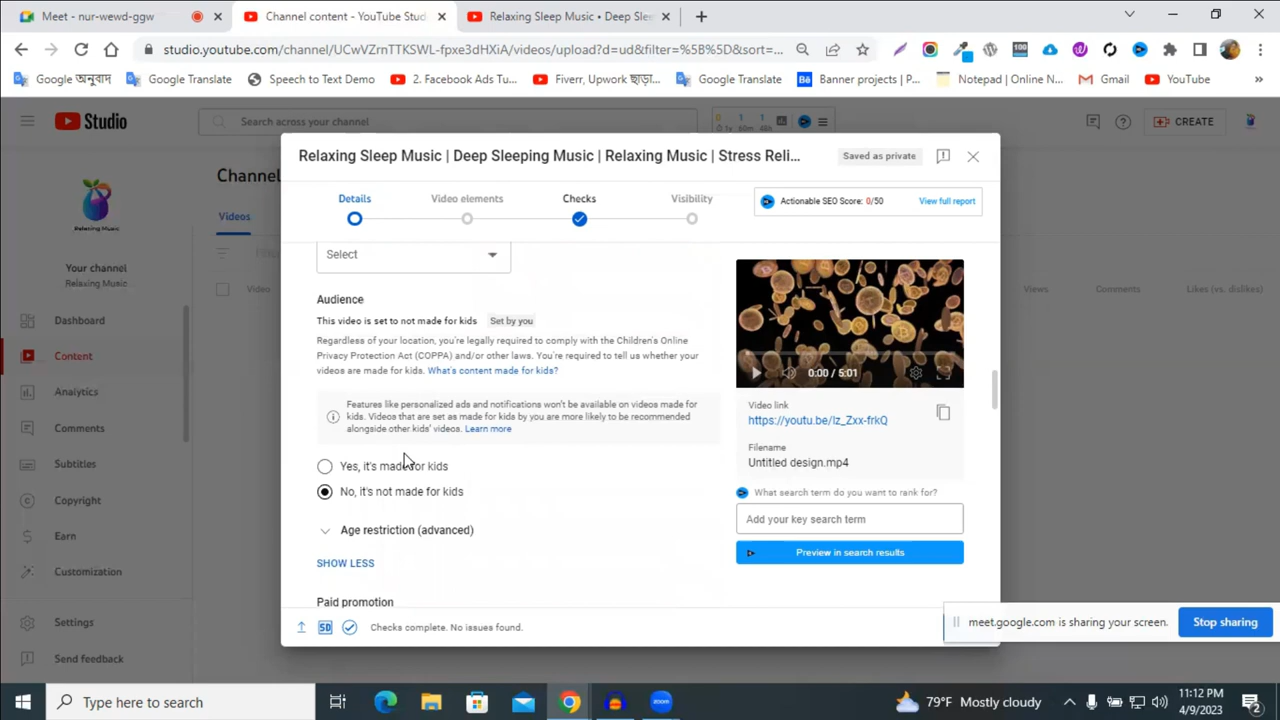 Meet - nur-wewd-ggw
Channel content - YouTube Studio
Relaxing Sleep Music • Deep Slee
studio.youtube.com/channel/UCwVZrnTTKSWL-fpxe3dHXiA/videos/upload?d=ud&filter=%5B%5D&sort=...
Google অনুবাদ
Google Translate
Speech to Text Demo
2. Facebook Ads Tu...
Fiverr, Upwork ছাড়া...
Google Translate
Banner projects | P...
Notepad | Online N...
Gmail
YouTube
Studio
Search across your channel
CREATE
Relaxing Music
Your channel
Relaxing Music...
Dashboard
Content
Analytics
Comments
Subtitles
Copyright
Earn
Customization
Settings
Send feedback
Channel
Videos
Video
Views
Comments
Likes (vs. dislikes)
Relaxing Sleep Music | Deep Sleeping Music | Relaxing Music | Stress Reli...
Saved as private
Details
Video elements
Checks
Visibility
Actionable SEO Score: 0/50
View full report
Select
Audience
This video is set to not made for kids
Set by you
Regardless of your location, you're legally required to comply with the Children's Online
Privacy Protection Act (COPPA) and/or other laws. You're required to tell us whether your
videos are made for kids. What's content made for kids?
Features like personalized ads and notifications won't be available on videos made for
kids. Videos that are set as made for kids by you are more likely to be recommended
alongside other kids' videos. Learn more
Yes, it's made for kids
No, it's not made for kids
Age restriction (advanced)
SHOW LESS
Paid promotion
0:00 / 5:01
Video link
https://youtu.be/Iz_Zxx-frkQ
Filename
Untitled design.mp4
What search term do you want to rank for?
Add your key search term
Preview in search results
SD
Checks complete. No issues found.
meet.google.com is sharing your screen.
Stop sharing
Type here to search
zoom
79°F Mostly cloudy
11:12 PM
4/9/2023
2